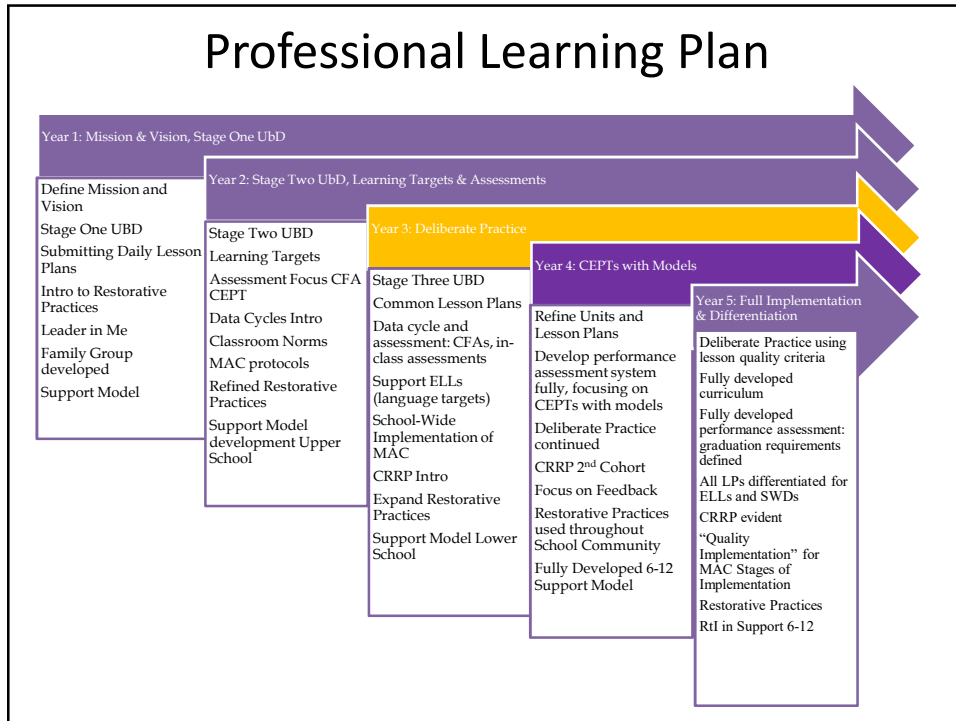 Professional Learning Plan
Year 1: Mission & Vision, Stage One UbD
Define Mission and
Vision
Stage One UBD
Submitting Daily Lesson
Plans
Intro to Restorative
Practices
Leader in Me
Family Group
developed
Support Model
Year 2: Stage Two UbD, Learning Targets & Assessments
Stage Two UBD
Learning Targets
Assessment Focus CFA
CEPT
Data Cycles Intro
Classroom Norms
MAC protocols
Refined Restorative
Practices
Support Model
development Upper
School
Year 3: Deliberate Practice
Stage Three UBD
Common Lesson Plans
Data cycle and
assessment: CFAs, in-
class assessments
Support ELLs
(language targets)
School-Wide
Implementation of
MAC
CRRP Intro
Expand Restorative
Practices
Support Model Lower
School
Year 4: CEPTs with Models
Refine Units and
Lesson Plans
Develop performance
assessment system
fully, focusing on
CEPTs with models
Deliberate Practice
continued
CRRP 2nd Cohort
Focus on Feedback
Restorative Practices
used throughout
School Community
Fully Developed 6-12
Support Model
Year 5: Full Implementation
& Differentiation
Deliberate Practice using
lesson quality criteria
Fully developed
curriculum
Fully developed
performance assessment:
graduation requirements
defined
All LPs differentiated for
ELLs and SWDs
CRRP evident
“Quality
Implementation” for
MAC Stages of
Implementation
Restorative Practices
RtI in Support 6-12